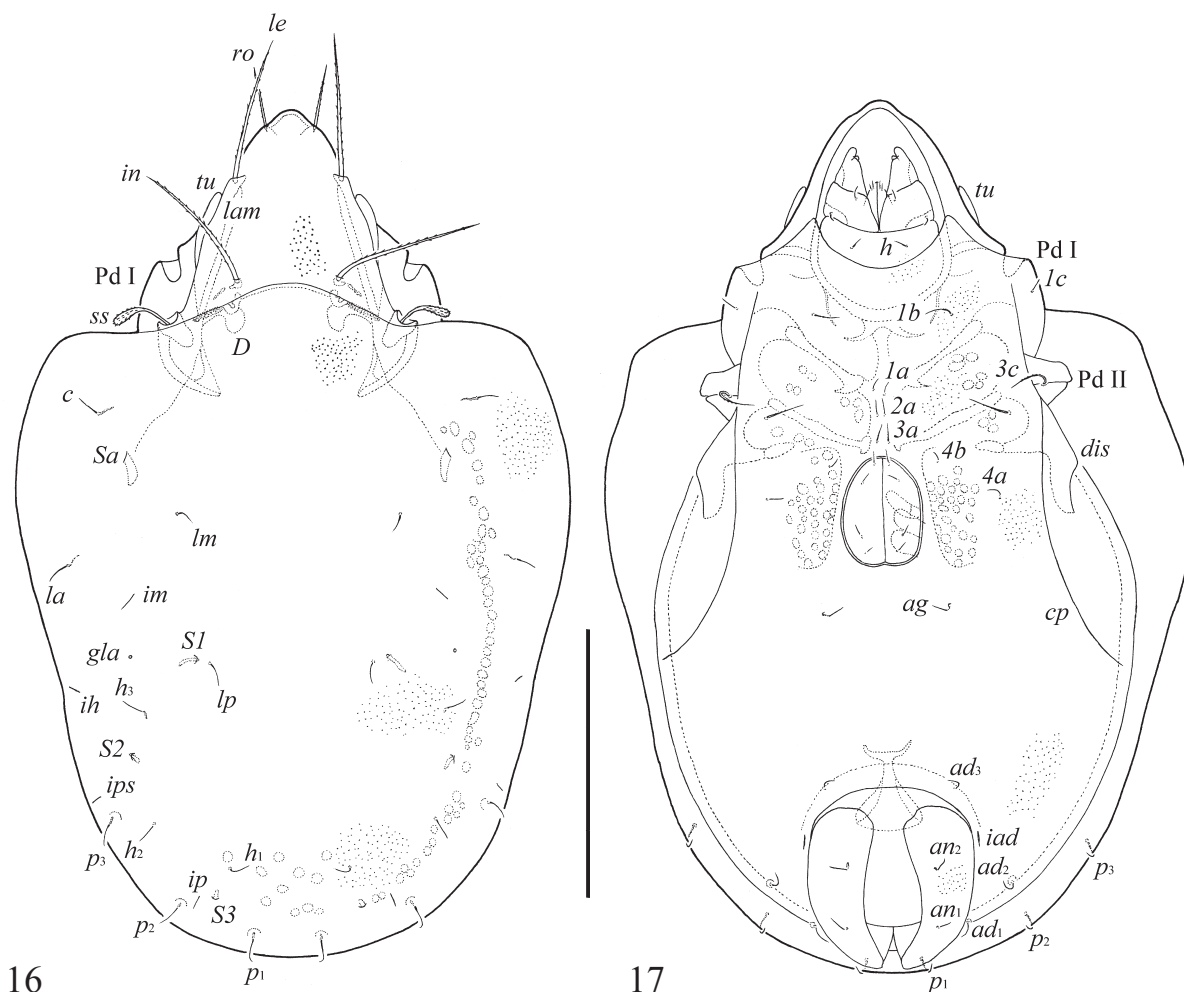 le
ro
in
tu
lam
Pd I
ss
D
c
Sa
lm
la
im
S1
gla
h3
lp
ih
S2
ips
p3
h2
h1
ip
S3
p2
p1
16
tu
h
Pd I
1c
1b
1a
3c
2a
Pd II
3a
4b
dis
4a
ag
cp
ad3
iad
an2
ad2
p3
an1
ad1
p2
p1
17